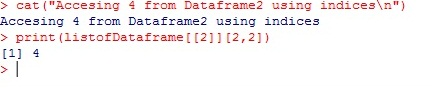 > cat("Accesing 4 from Dataframe2 using indices\n")
Accesing 4 from Dataframe2 using indices
> print(listofDataframe[[2]][2,2])
[1] 4
>